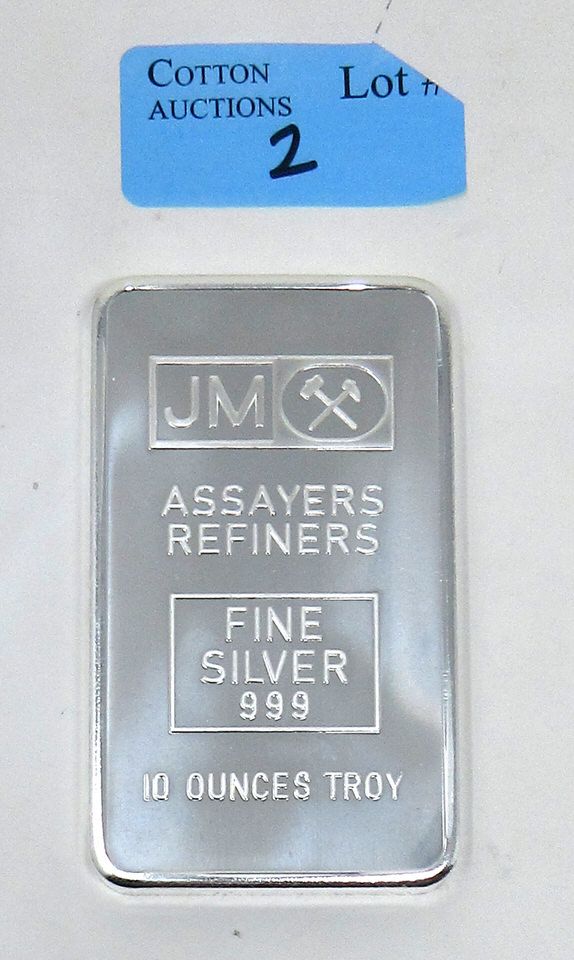 COTTON
AUCTIONS
Lot #
2
JM
ASSAYERS
REFINERS
FINE
SILVER
999
10 OUNCES TROY